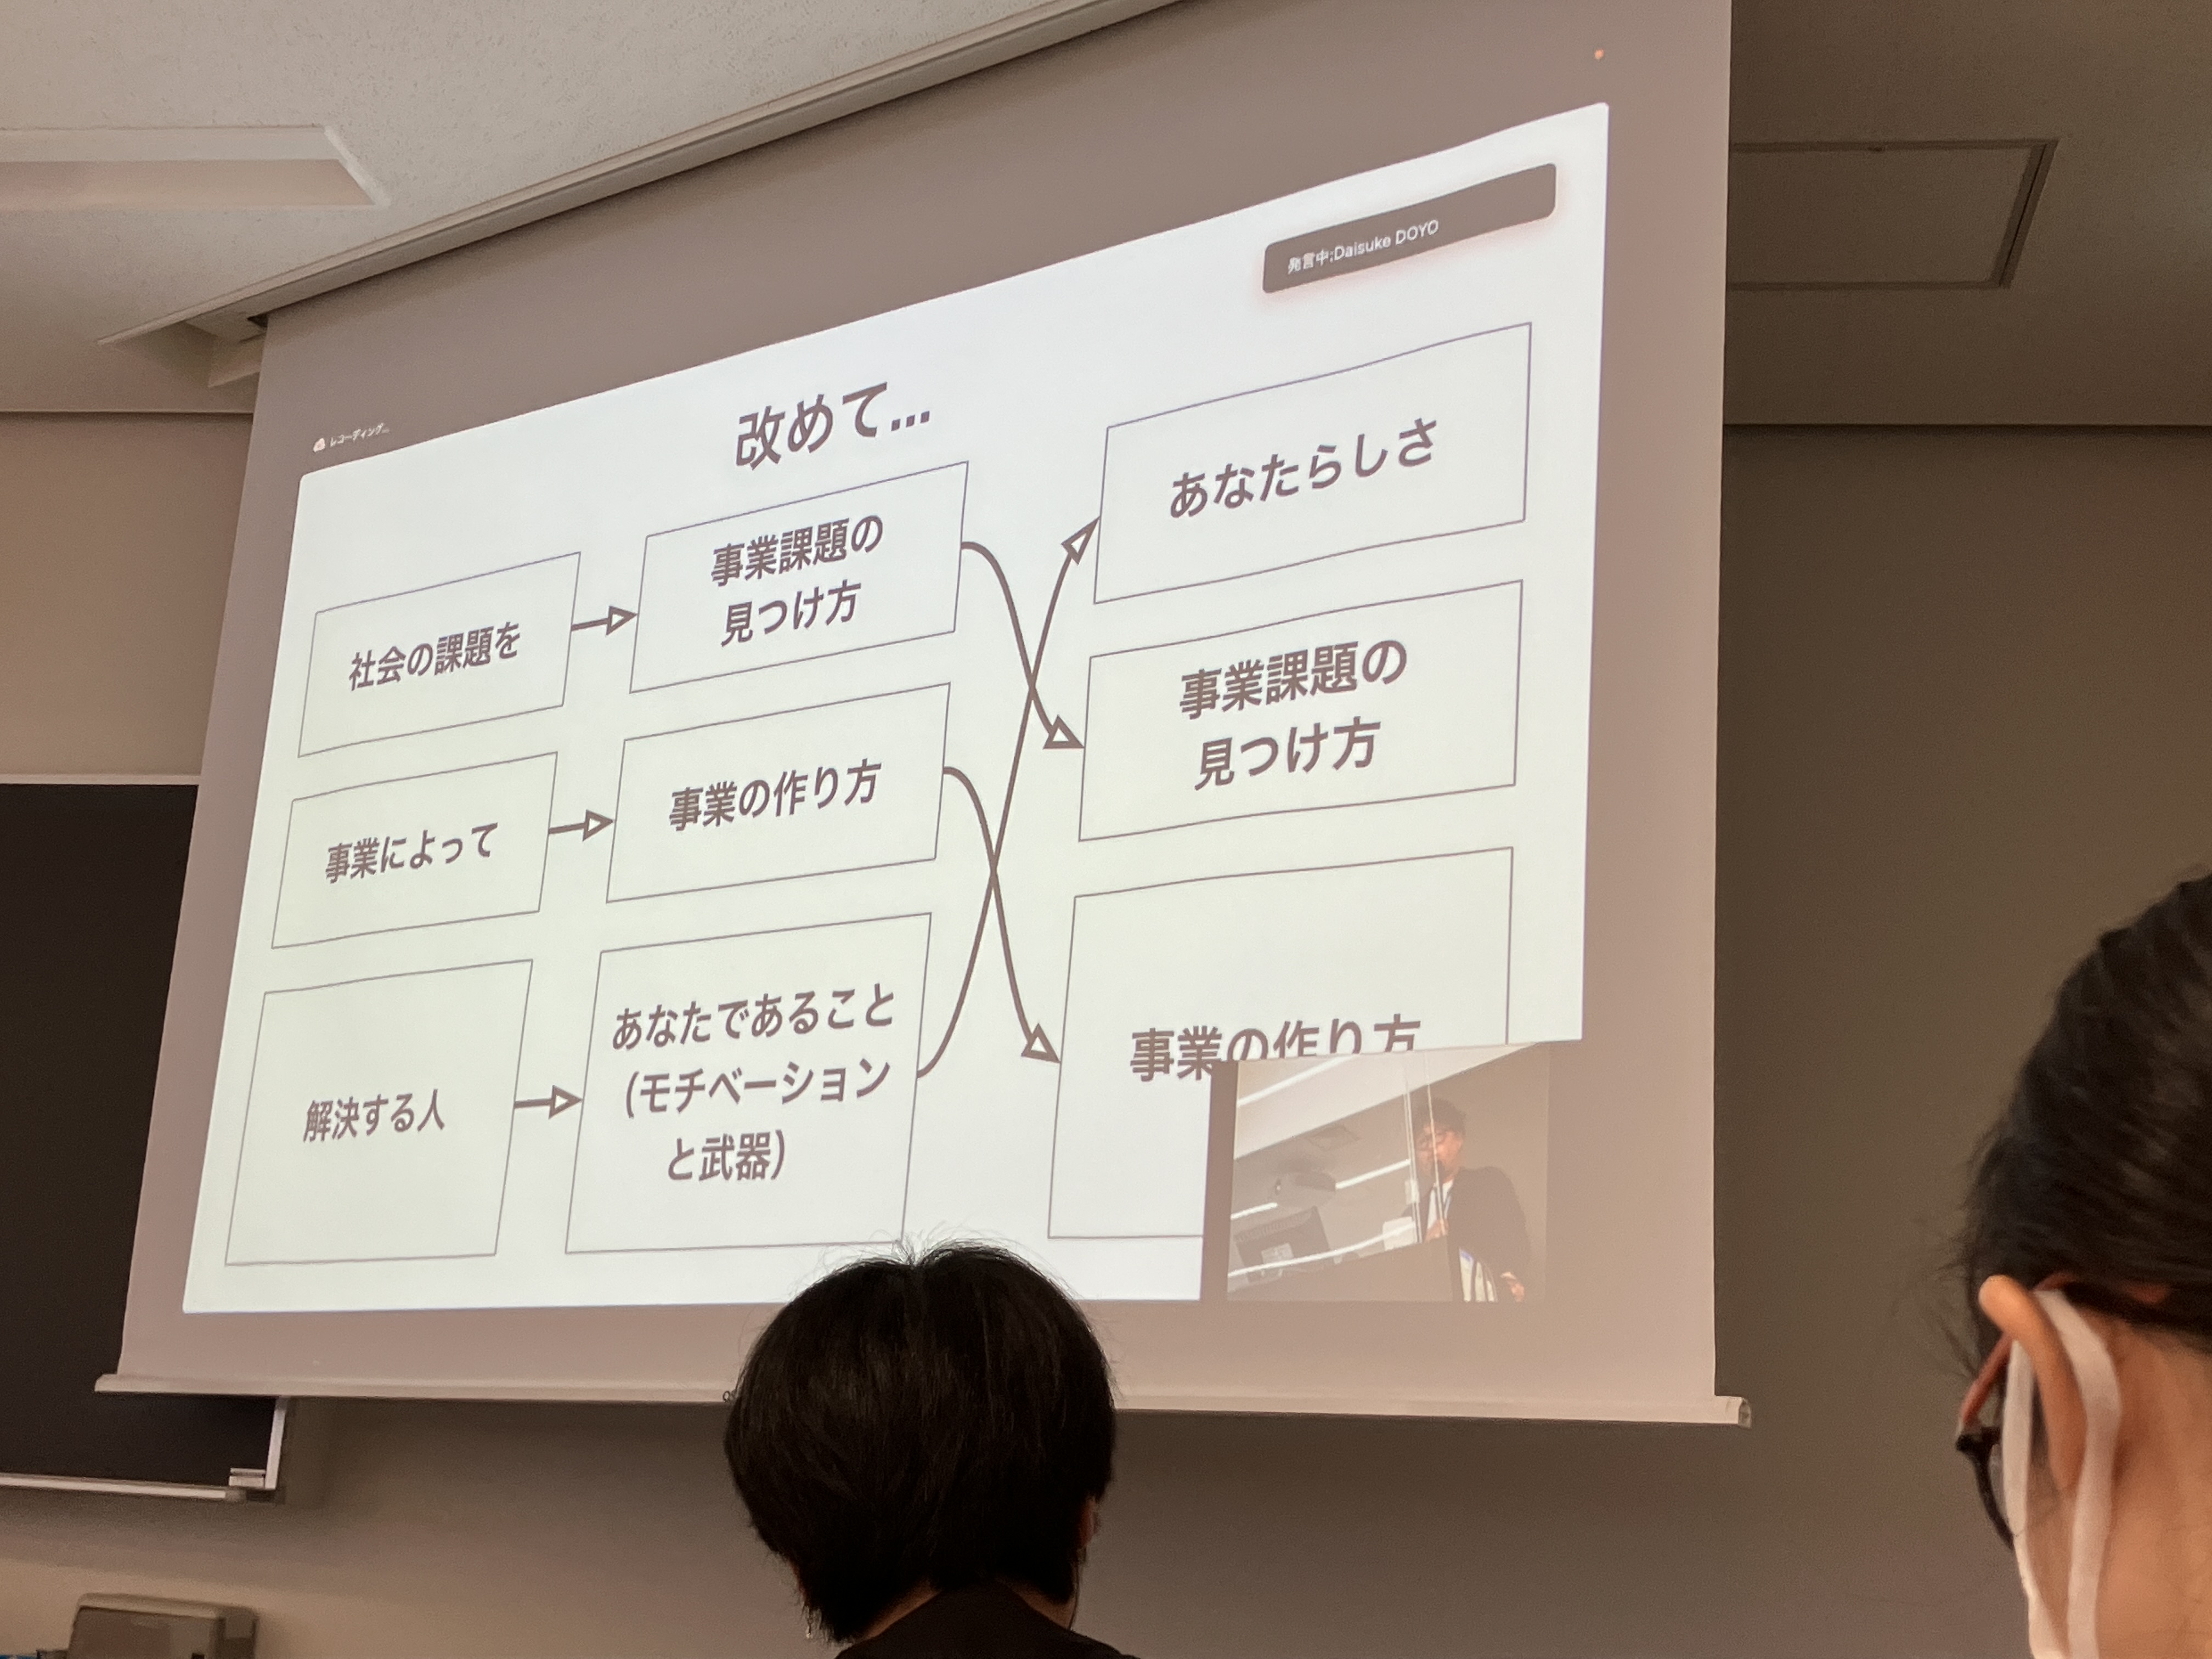 レコーディング...
発言中:Daisuke DOYO
改めて...
社会の課題を
事業課題の
見つけ方
あなたらしさ
事業によって
事業の作り方
事業課題の
見つけ方
解決する人
あなたであること
(モチベーション
と武器)
事業の作り方